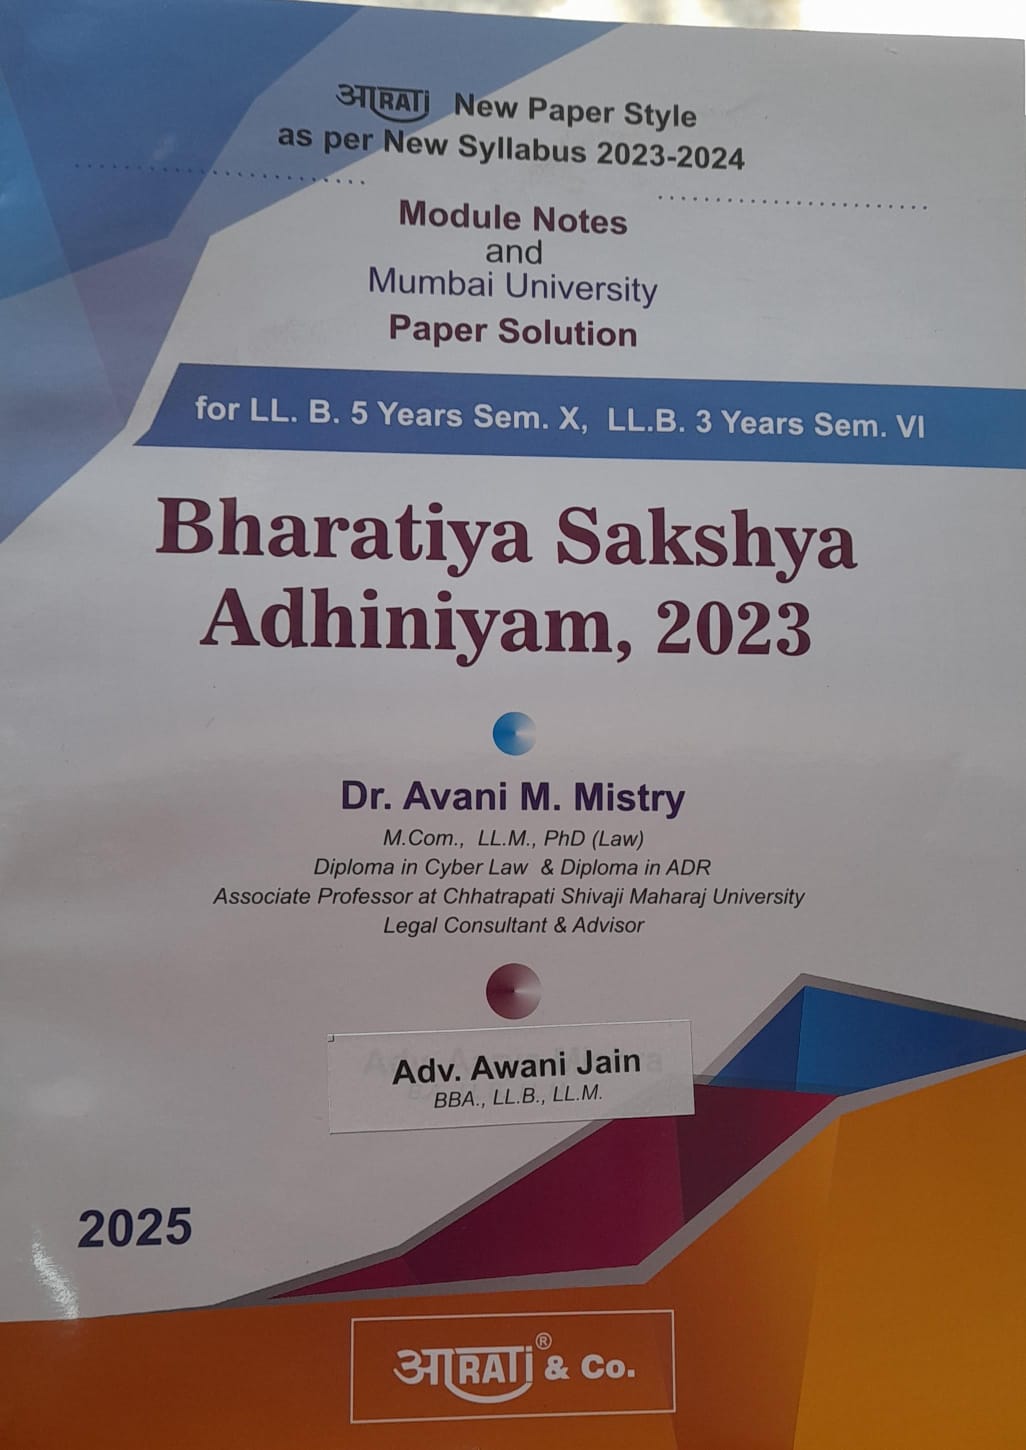 आRATI New Paper Style
as per New Syllabus 2023-2024
Module Notes
and
Mumbai University
Paper Solution
for LL. B. 5 Years Sem. X, LL.B. 3 Years Sem. VI
Bharatiya Sakshya
Adhiniyam, 2023
Dr. Avani M. Mistry
M.Com., LL.M., PhD (Law)
Diploma in Cyber Law & Diploma in ADR
Associate Professor at Chhatrapati Shivaji Maharaj University
Legal Consultant & Advisor
Adv. Awani Jain
BBA., LL.B., LL.M.
2025
आRATI® & Co.